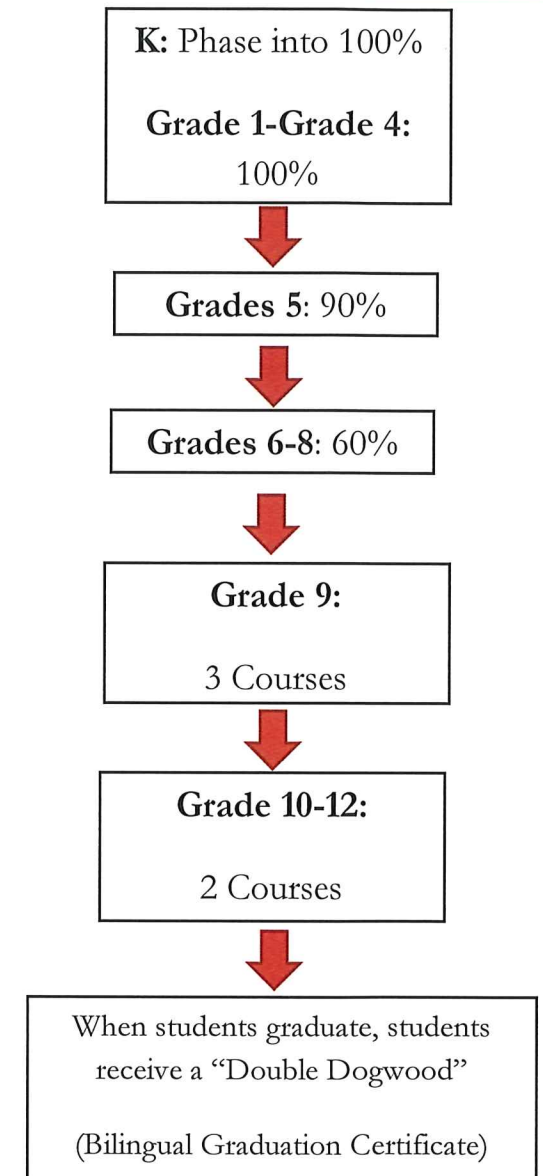 K: Phase into 100%
Grade 1-Grade 4:
100%
Grades 5: 90%
Grades 6-8: 60%
Grade 9:
3 Courses
Grade 10-12:
2 Courses
When students graduate, students
receive a “Double Dogwood”
(Bilingual Graduation Certificate)